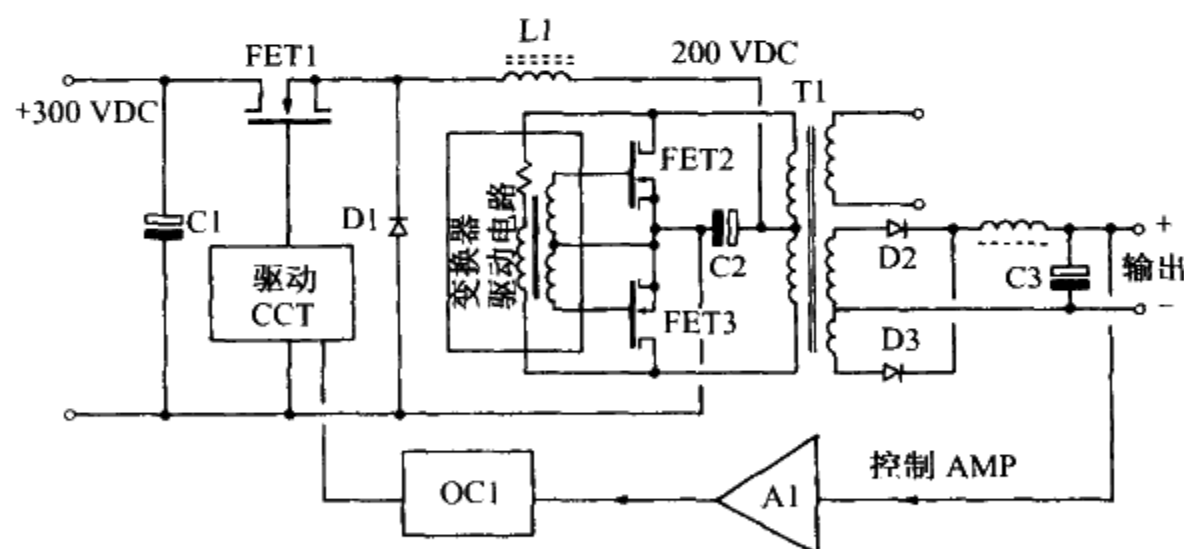 L1
FET1
200 VDC
T1
+300 VDC
FET2
C1
D1
变换器
驱动电路
C2
D2
+
C3
输出
−
驱动
CCT
FET3
D3
控制 AMP
OC1
A1